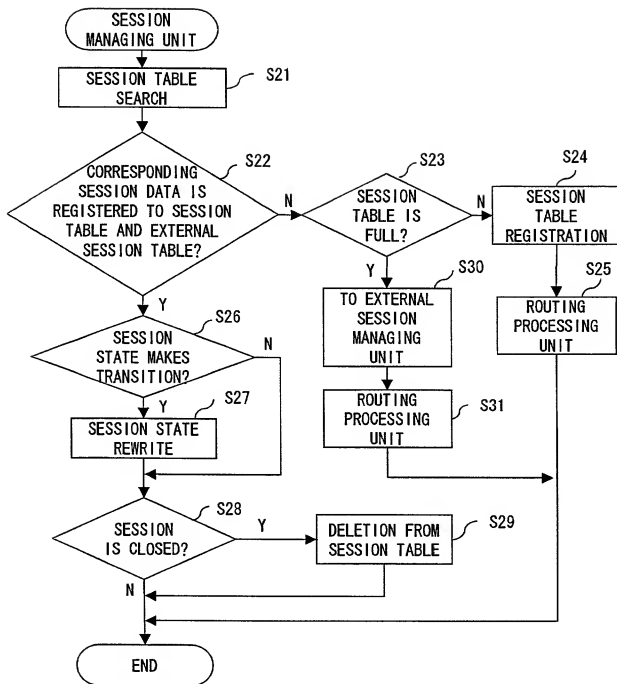 SESSION
MANAGING UNIT
SESSION TABLE
SEARCH
S21
CORRESPONDING
SESSION DATA IS
REGISTERED TO SESSION
TABLE AND EXTERNAL
SESSION TABLE?
S22
N
Y
SESSION
TABLE IS
FULL?
S23
N
Y
SESSION
TABLE
REGISTRATION
S24
ROUTING
PROCESSING
UNIT
S25
TO EXTERNAL
SESSION
MANAGING
UNIT
S30
ROUTING
PROCESSING
UNIT
S31
SESSION
STATE MAKES
TRANSITION?
S26
N
Y
SESSION STATE
REWRITE
S27
SESSION
IS CLOSED?
S28
Y
N
DELETION FROM
SESSION TABLE
S29
END